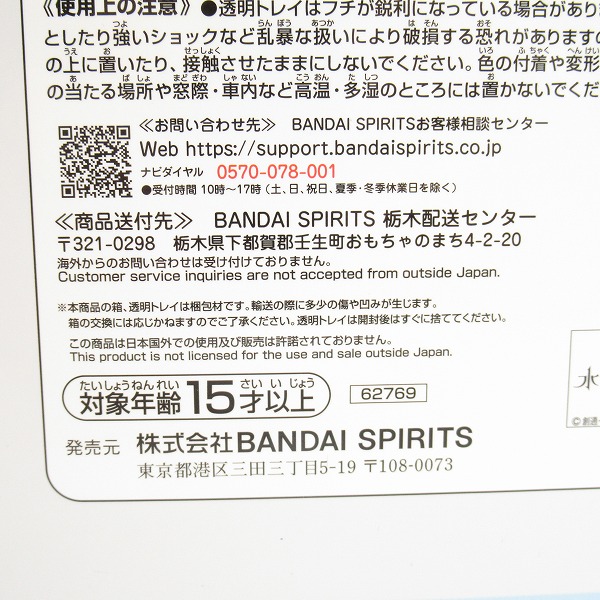 《使用上の注意》●透明トレイはフチが鋭利になっている場合があり
としたり強いショックなど乱暴な扱いにより破損する恐れがありますの
の上に置いたり、接触させたままにしないでください。色の付着や変形
の当たる場所や窓際・車内など高温・多湿のところには置かないでくだ
≪お問い合わせ先≫ BANDAI SPIRITSお客様相談センター
Web https://support.bandaispirits.co.jp
ナビダイヤル 0570-078-001
●受付時間 10時〜17時（土、日、祝日、夏季・冬季休業日を除く）
≪商品送付先≫ BANDAI SPIRITS 栃木配送センター
〒321-0298 栃木県下都賀郡壬生町おもちゃのまち4-2-20
海外からのお問い合わせは受け付けておりません。
Customer service inquiries are not accepted from outside Japan.
※本商品の箱、透明トレイは梱包材です。輸送の際に多少の傷や凹みが生じます。
箱の交換には応じかねますのでご了承ください。透明トレイは開封後はすぐに捨ててください。
この商品は日本国外での使用及び販売は許諾されておりません。
This product is not licensed for the use and sale outside Japan.
対象年齢 15才以上 62769
発売元 株式会社BANDAI SPIRITS
東京都港区三田三丁目5-19 〒108-0073
水
©創通・